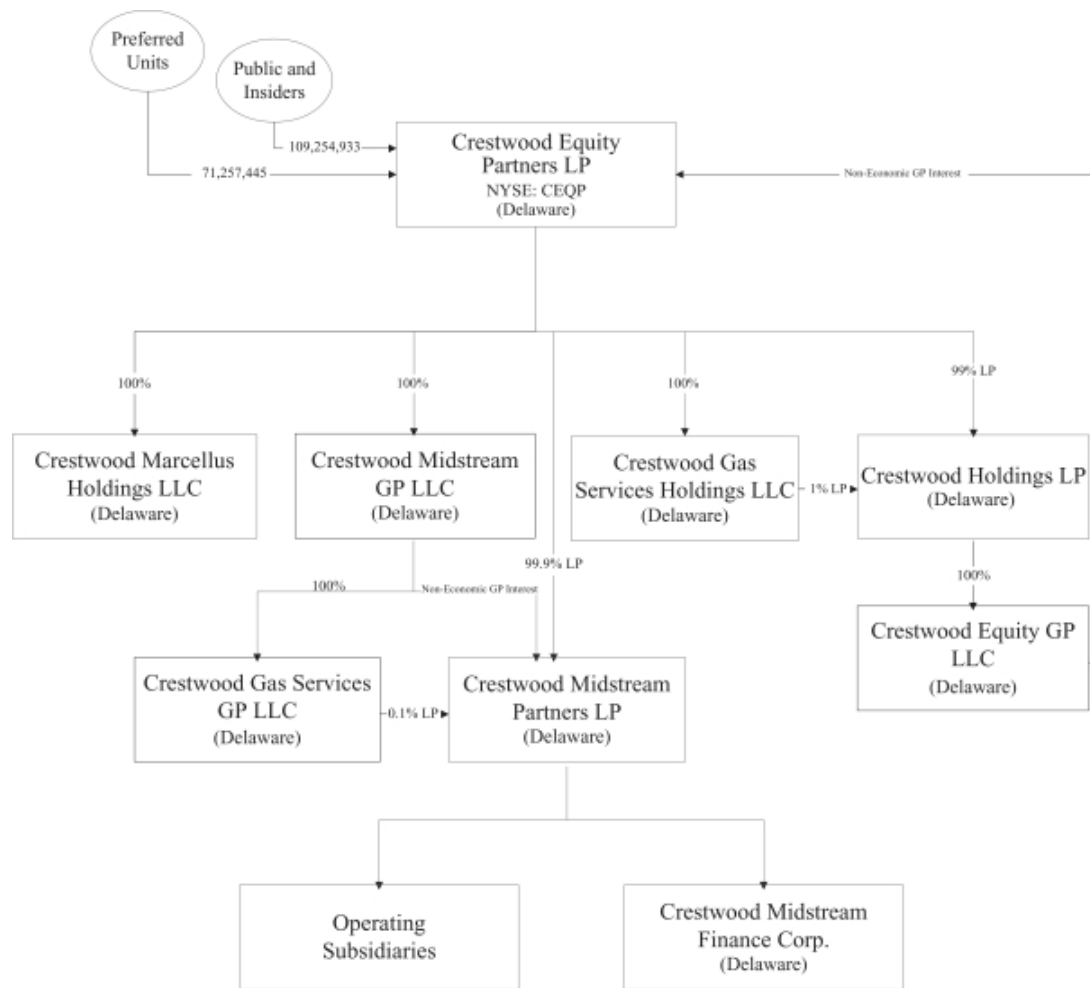 Preferred
Units
Public and
Insiders
109,254,933
71,257,445
Crestwood Equity
Partners LP
NYSE: CEQP
(Delaware)
Non-Economic GP Interest
100%
100%
99.9% LP
100%
99% LP
Crestwood Marcellus
Holdings LLC
(Delaware)
Crestwood Midstream
GP LLC
(Delaware)
Crestwood Gas
Services Holdings LLC
(Delaware)
1% LP
Crestwood Holdings LP
(Delaware)
100%
Non-Economic GP Interest
100%
Crestwood Equity GP
LLC
(Delaware)
Crestwood Gas Services
GP LLC
(Delaware)
0.1% LP
Crestwood Midstream
Partners LP
(Delaware)
Operating
Subsidiaries
Crestwood Midstream
Finance Corp.
(Delaware)